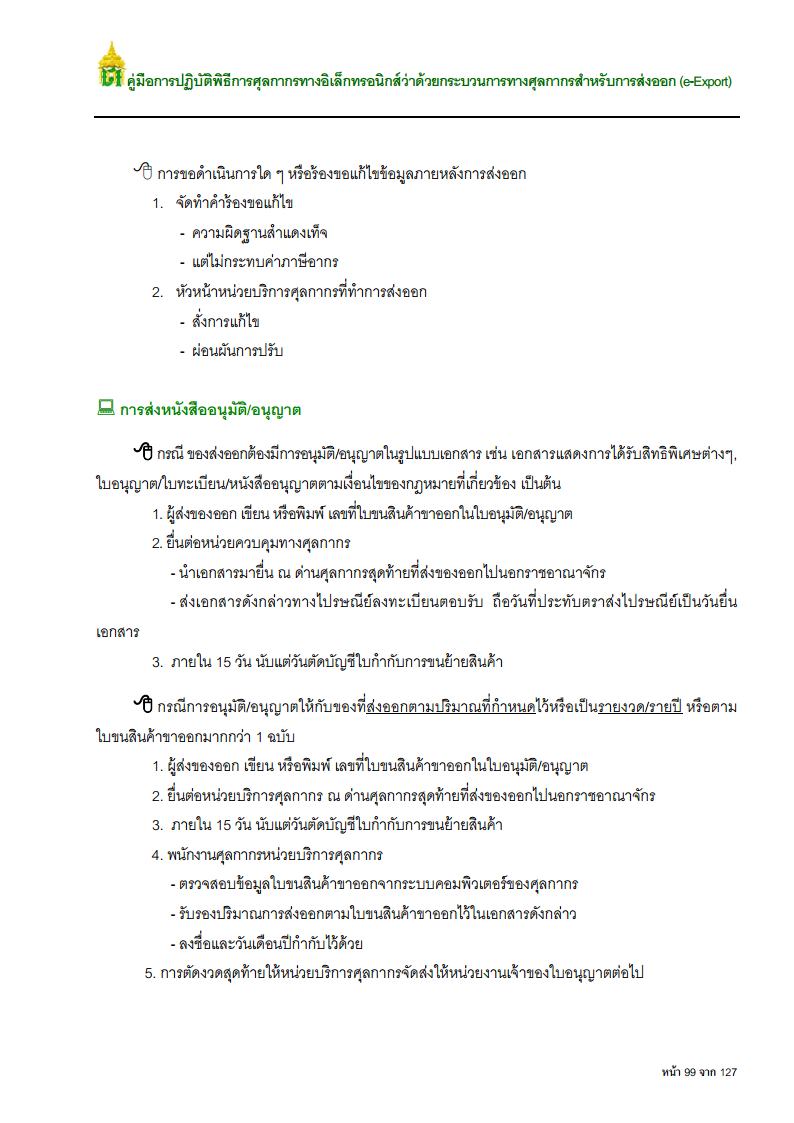 คู่มือการปฏิบัติพิธีการศุลกากรทางอิเล็กทรอนิกส์ว่าด้วยกระบวนการทางศุลกากรสำหรับการส่งออก (e-Export)
การขอดำเนินการใด ๆ หรือร้องขอแก้ไขข้อมูลภายหลังการส่งออก
1. จัดทำคำร้องขอแก้ไข
- ความผิดฐานสำแดงเท็จ
- แต่ไม่กระทบค่าภาษีอากร
2. หัวหน้าหน่วยบริการศุลกากรที่ทำการส่งออก
- สั่งการแก้ไข
- ผ่อนผันการปรับ
การส่งหนังสืออนุมัติ/อนุญาต
กรณี ของส่งออกต้องมีการอนุมัติ/อนุญาตในรูปแบบเอกสาร เช่น เอกสารแสดงการได้รับสิทธิพิเศษต่างๆ,
ใบอนุญาต/ใบทะเบียน/หนังสืออนุญาตตามเงื่อนไขของกฎหมายที่เกี่ยวข้อง เป็นต้น
1. ผู้ส่งของออก เขียน หรือพิมพ์ เลขที่ใบขนสินค้าขาออกในใบอนุมัติ/อนุญาต
2. ยื่นต่อหน่วยควบคุมทางศุลกากร
- นำเอกสารมายื่น ณ ด่านศุลกากรสุดท้ายที่ส่งของออกไปนอกราชอาณาจักร
- ส่งเอกสารดังกล่าวทางไปรษณีย์ลงทะเบียนตอบรับ ถือวันที่ประทับตราส่งไปรษณีย์เป็นวันยื่น
เอกสาร
3. ภายใน 15 วัน นับแต่วันตัดบัญชีใบกำกับการขนย้ายสินค้า
กรณีการอนุมัติ/อนุญาตให้กับของที่ส่งออกตามปริมาณที่กำหนดไว้หรือเป็นรายงวด/รายปี หรือตาม
ใบขนสินค้าขาออกมากกว่า 1 ฉบับ
1. ผู้ส่งของออก เขียน หรือพิมพ์ เลขที่ใบขนสินค้าขาออกในใบอนุมัติ/อนุญาต
2. ยื่นต่อหน่วยบริการศุลกากร ณ ด่านศุลกากรสุดท้ายที่ส่งของออกไปนอกราชอาณาจักร
3. ภายใน 15 วัน นับแต่วันตัดบัญชีใบกำกับการขนย้ายสินค้า
4. พนักงานศุลกากรหน่วยบริการศุลกากร
- ตรวจสอบข้อมูลใบขนสินค้าขาออกจากระบบคอมพิวเตอร์ของศุลกากร
- รับรองปริมาณการส่งออกตามใบขนสินค้าขาออกไว้ในเอกสารดังกล่าว
- ลงชื่อและวันเดือนปีกำกับไว้ด้วย
5. การตัดงวดสุดท้ายให้หน่วยบริการศุลกากรจัดส่งให้หน่วยงานเจ้าของใบอนุญาตต่อไป
หน้า 99 จาก 127